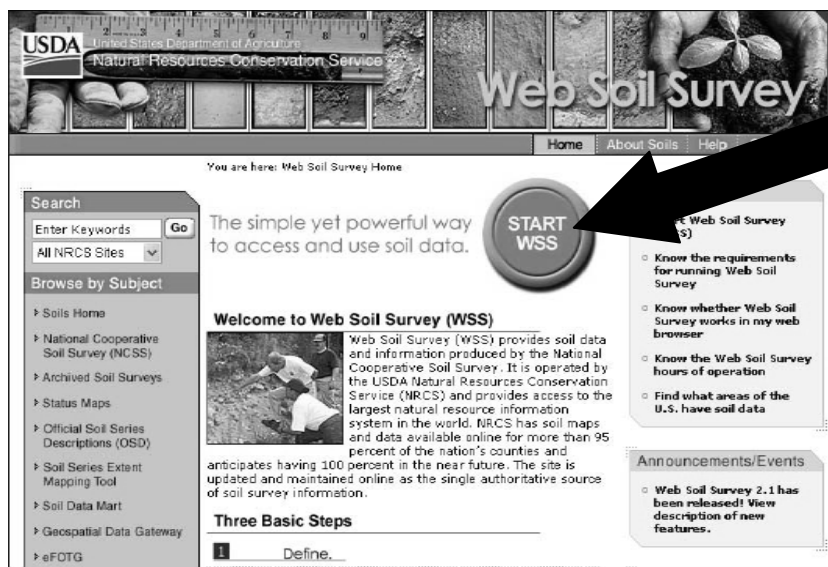 USDA
United States Department of Agriculture
Natural Resources Conservation Service
Web Soil Survey
Home
About Soils
Help
You are here: Web Soil Survey Home
Search
Enter Keywords
Go
All NRCS Sites
Browse by Subject
Soils Home
National Cooperative
Soil Survey (NCSS)
Archived Soil Surveys
Status Maps
Official Soil Series
Descriptions (OSD)
Soil Series Extent
Mapping Tool
Soil Data Mart
Geospatial Data Gateway
eFOTG
The simple yet powerful way
to access and use soil data.
START
WSS
Welcome to Web Soil Survey (WSS)
Web Soil Survey (WSS) provides soil data
and information produced by the National
Cooperative Soil Survey. It is operated by
the USDA Natural Resources Conservation
Service (NRCS) and provides access to the
largest natural resource information
system in the world. NRCS has soil maps
and data available online for more than 95
percent of the nation's counties and
anticipates having 100 percent in the near future. The site is
updated and maintained online as the single authoritative source
of soil survey information.
Three Basic Steps
1 Define.
Web Soil Survey
Know the requirements
for running Web Soil
Survey
Know whether Web Soil
Survey works in my web
browser
Know the Web Soil Survey
hours of operation
Find what areas of the
U.S. have soil data
Announcements/Events
Web Soil Survey 2.1 has
been released! View
description of new
features.